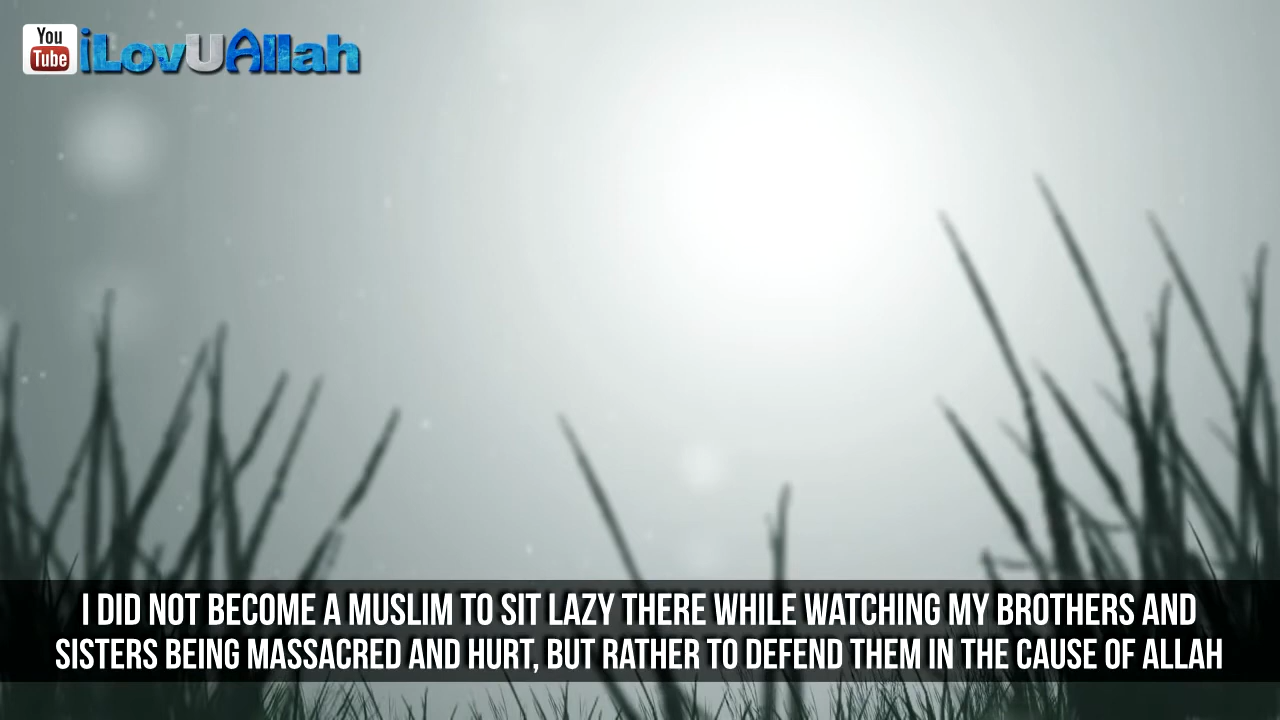 You
Tube
iLovUAllah
I DID NOT BECOME A MUSLIM TO SIT LAZY THERE WHILE WATCHING MY BROTHERS AND
SISTERS BEING MASSACRED AND HURT, BUT RATHER TO DEFEND THEM IN THE CAUSE OF ALLAH